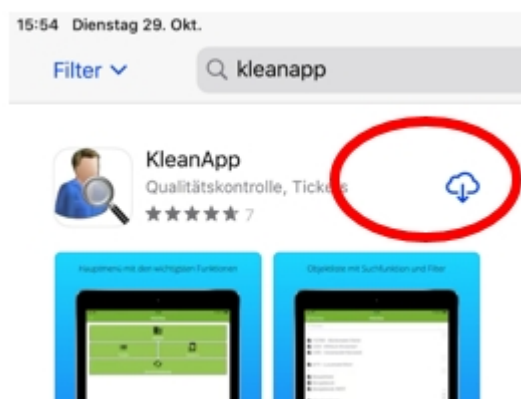 15:54 Dienstag 29. Okt.
Filter
kleanapp
KleanApp
Qualitätskontrolle, Tickets
7
Hauptmenü mit den wichtigsten Funktionen
Objektliste mit Suchfunktion und Filter